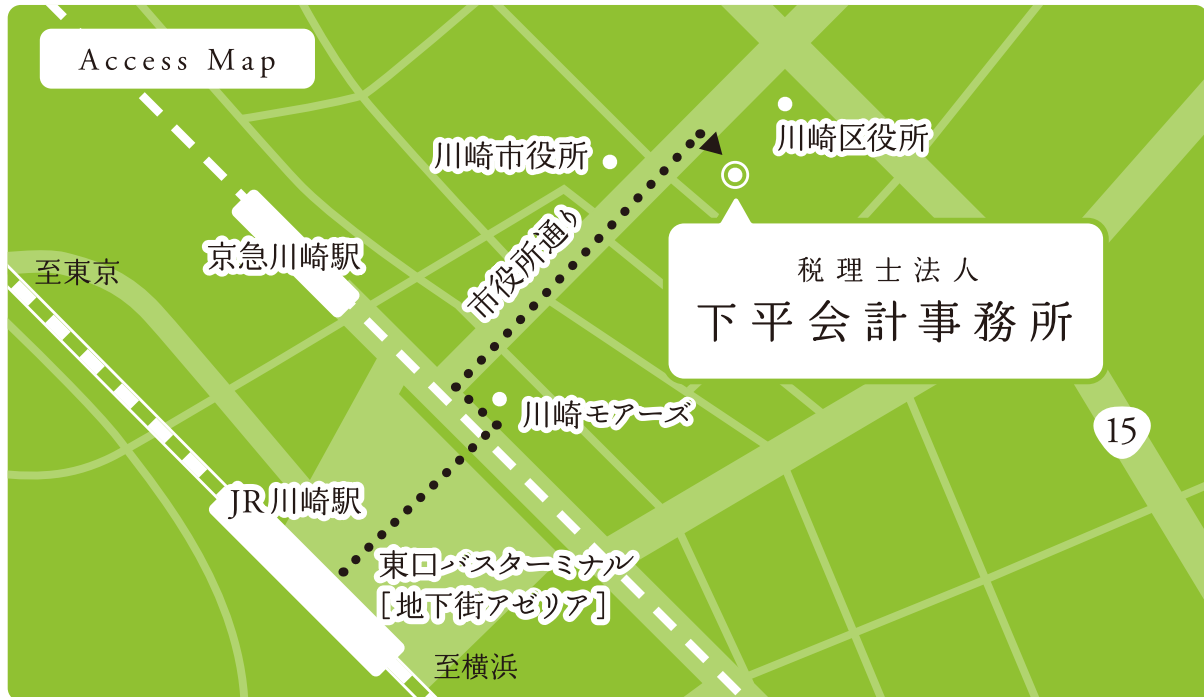 Access Map
川崎区役所
川崎市役所
市役所通り
京急川崎駅
至東京
税理士法人
下平会計事務所
川崎モアーズ
15
JR川崎駅
東口バスターミナル
[地下街アゼリア]
至横浜